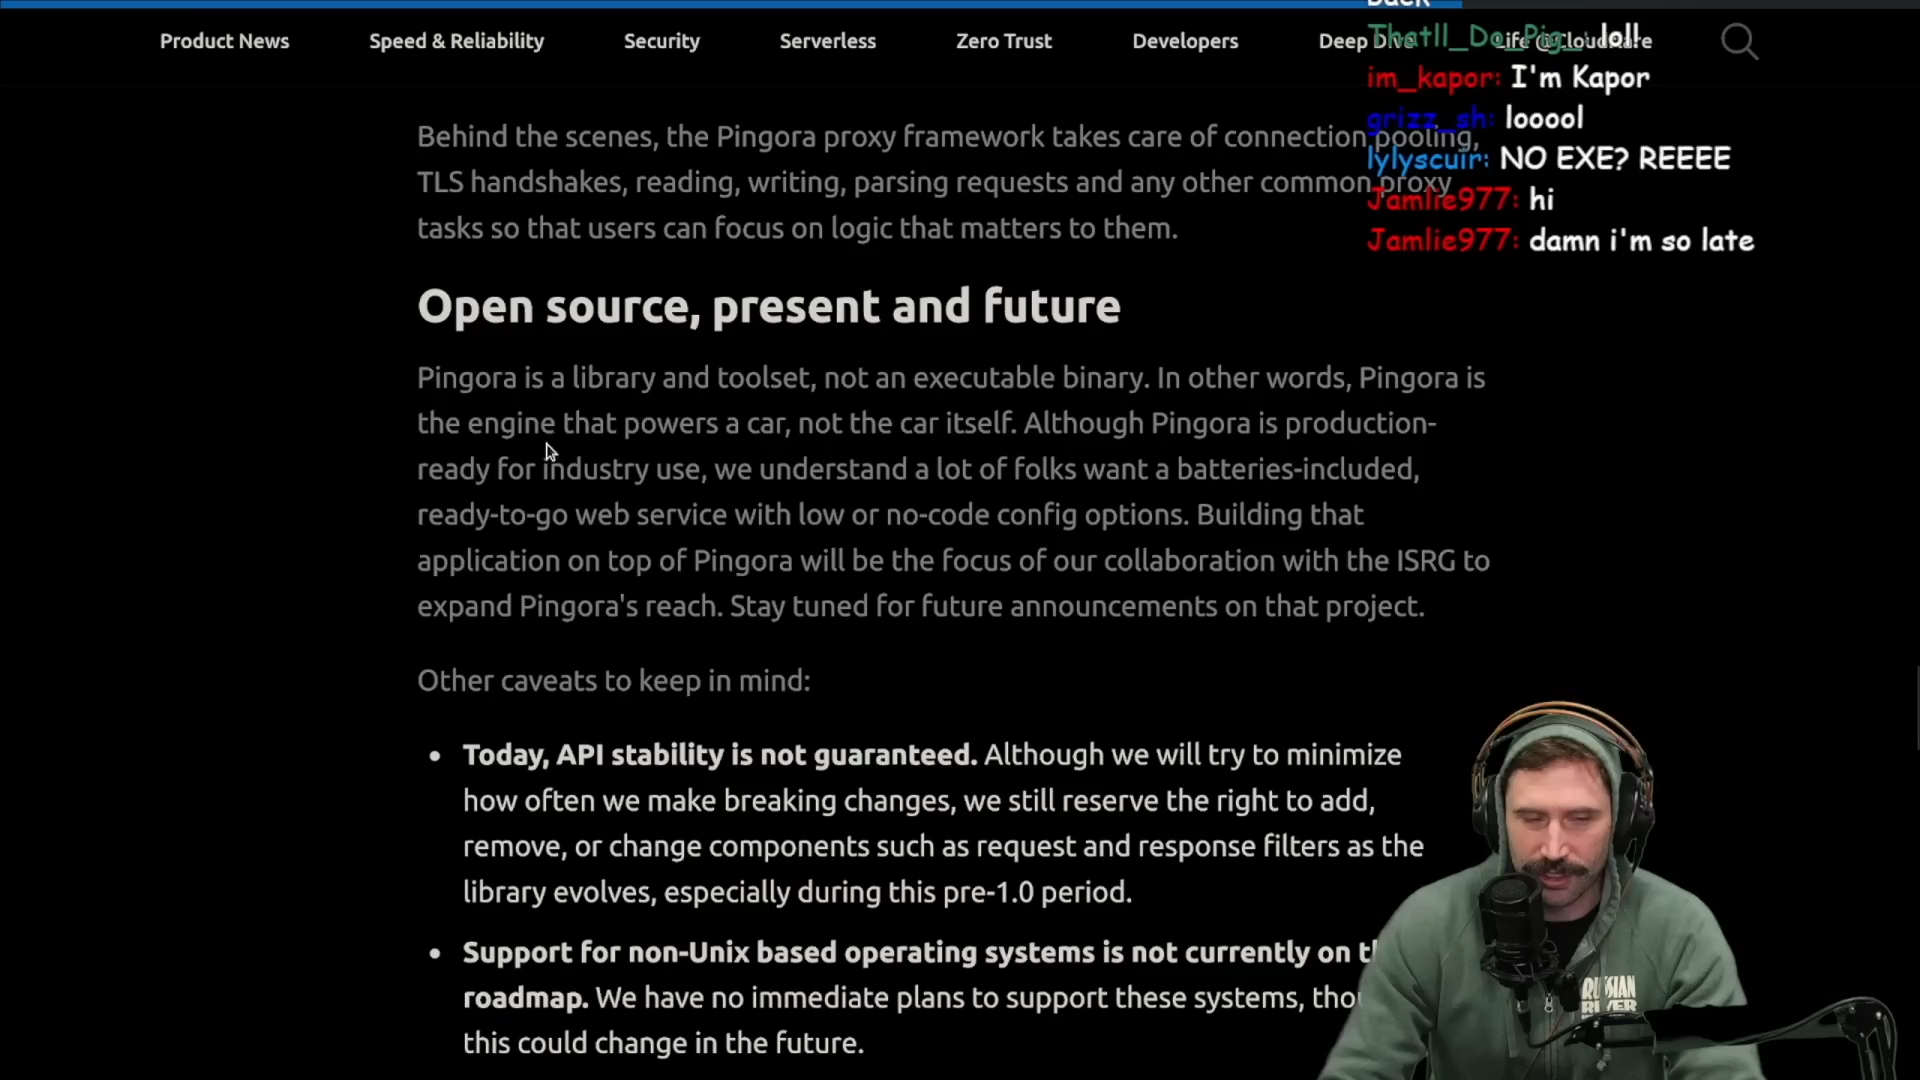 Product News
Speed & Reliability
Security
Serverless
Zero Trust
Developers
Deep Dive
Life @Cloudflare
back
Thatll_Do_Pig_: lol!
im_kapor: I'm Kapor
grizz_sh: looool
lylyscuir: NO EXE? REEEE
Jamlie977: hi
Jamlie977: damn i'm so late
Behind the scenes, the Pingora proxy framework takes care of connection pooling,
TLS handshakes, reading, writing, parsing requests and any other common proxy
tasks so that users can focus on logic that matters to them.
Open source, present and future
Pingora is a library and toolset, not an executable binary. In other words, Pingora is
the engine that powers a car, not the car itself. Although Pingora is production-
ready for industry use, we understand a lot of folks want a batteries-included,
ready-to-go web service with low or no-code config options. Building that
application on top of Pingora will be the focus of our collaboration with the ISRG to
expand Pingora's reach. Stay tuned for future announcements on that project.
Other caveats to keep in mind:
• Today, API stability is not guaranteed. Although we will try to minimize
how often we make breaking changes, we still reserve the right to add,
remove, or change components such as request and response filters as the
library evolves, especially during this pre-1.0 period.
• Support for non-Unix based operating systems is not currently on
roadmap. We have no immediate plans to support these systems,
this could change in the future.
RUSSIAN
RIVER